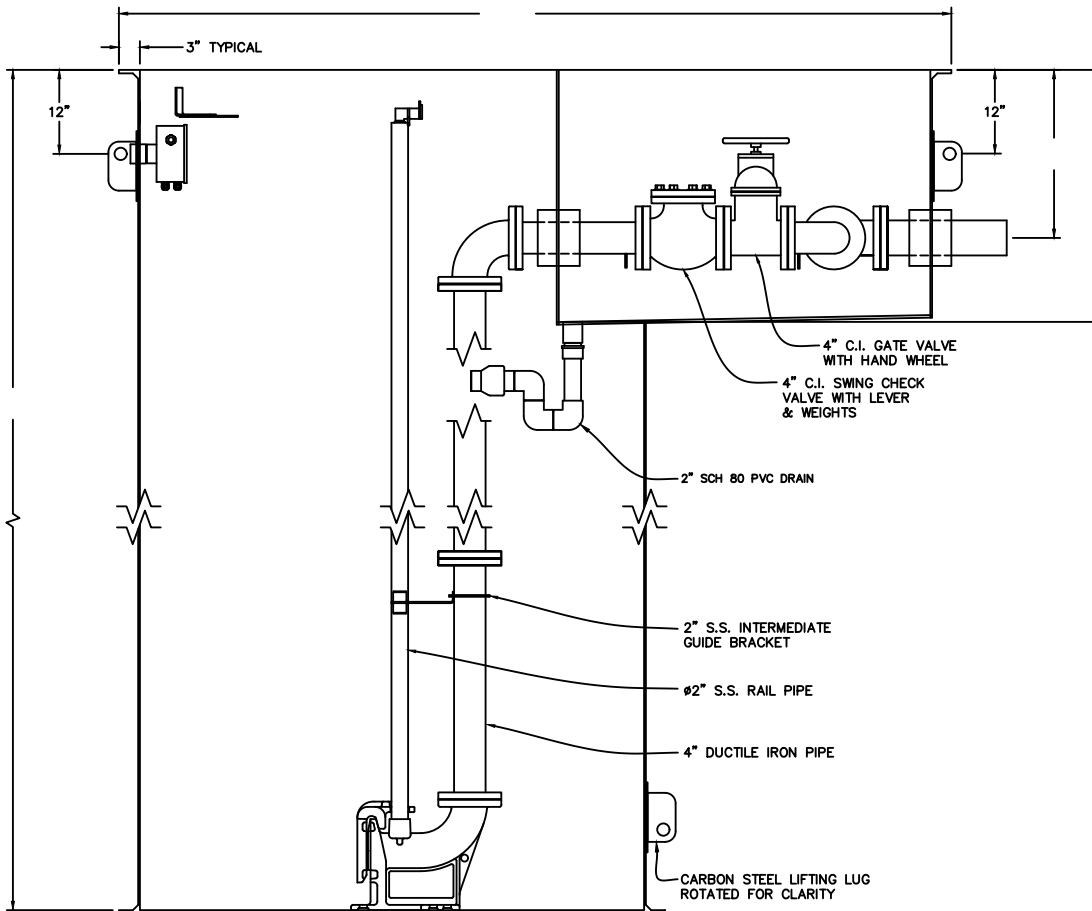 3" TYPICAL
12"
12"
4" C.I. GATE VALVE
WITH HAND WHEEL
4" C.I. SWING CHECK
VALVE WITH LEVER
& WEIGHTS
2" SCH 80 PVC DRAIN
2" S.S. INTERMEDIATE
GUIDE BRACKET
ø2" S.S. RAIL PIPE
4" DUCTILE IRON PIPE
CARBON STEEL LIFTING LUG
ROTATED FOR CLARITY